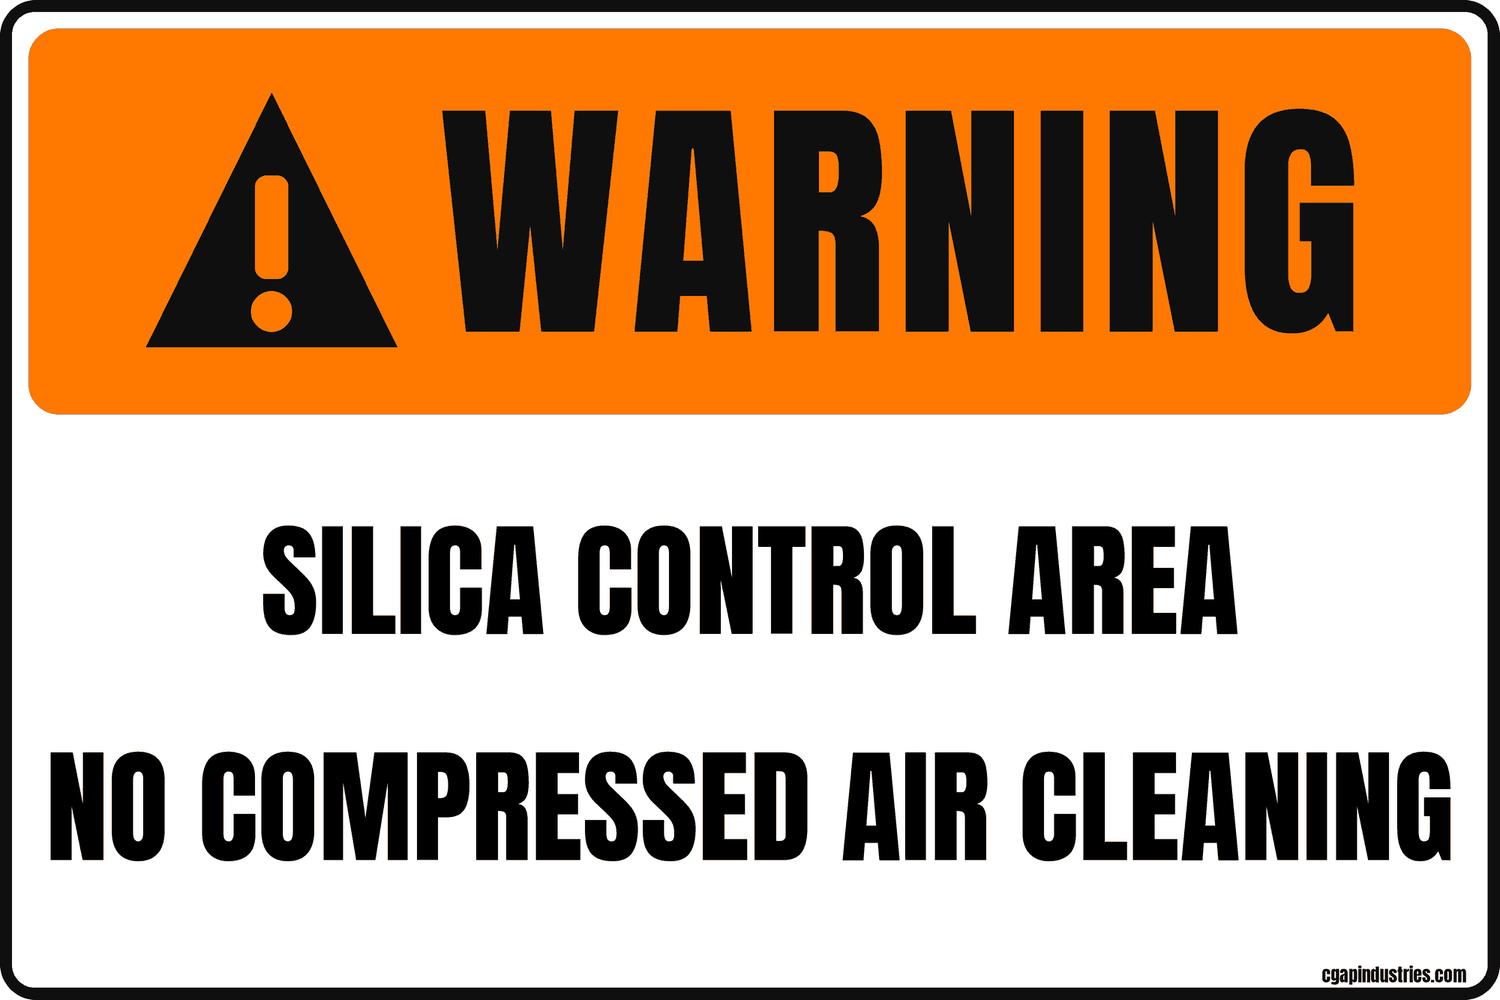 WARNING
SILICA CONTROL AREA
NO COMPRESSED AIR CLEANING
cgapindustries.com